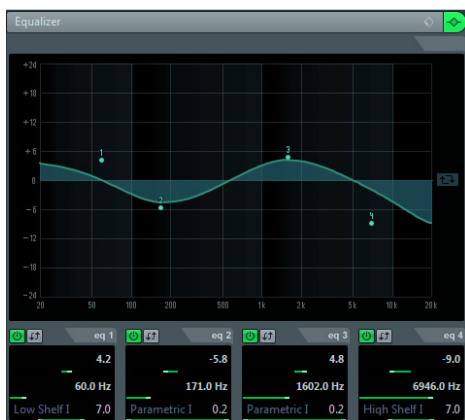 Equalizer
+24
+18
+12
+6
0
-6
-12
-18
-24
1
2
3
4
20 50 100 200 500 1k 2k 5k 10k 20k
eq 1 eq 2 eq 3 eq 4
4.2 -5.8 4.8 -9.0
60.0 Hz 171.0 Hz 1602.0 Hz 6946.0 Hz
Low Shelf I 7.0 Parametric I 0.2 Parametric I 0.2 High Shelf I 7.0